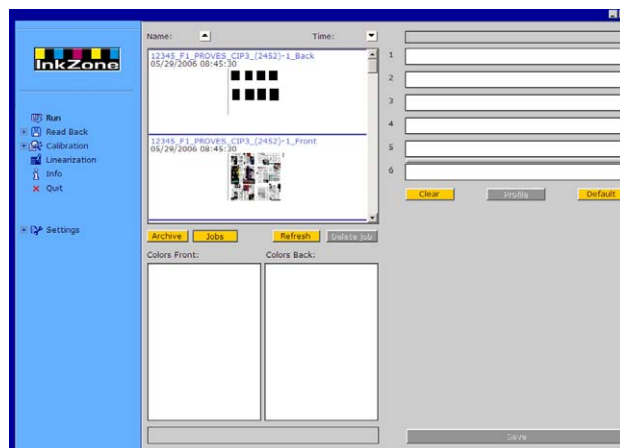 InkZone
Run
Read Back
Calibration
Linearization
Info
Quit
Settings
Name:
Time:
12345_F1_PROVES_CIP3_(2452)-1_Back
05/29/2006 08:45:30
12345_F1_PROVES_CIP3_(2452)-1_Front
05/29/2006 08:45:30
Archive
Jobs
Refresh
Delete job
Colors Front:
Colors Back:
1
2
3
4
5
6
Clear
Profile
Default
Save